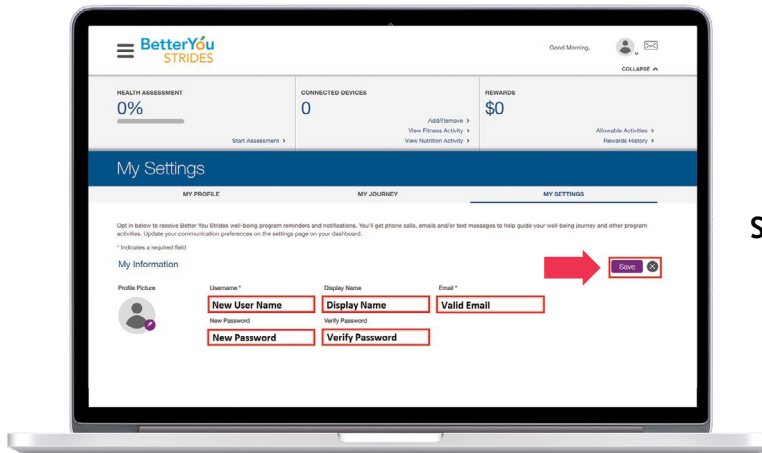 BetterYou
STRIDES
Good Morning,
COLLAPSE
HEALTH ASSESSMENT
0%
Start Assessment >
CONNECTED DEVICES
0
Add/Remove >
View Fitness Activity >
View Nutrition Activity >
REWARDS
$0
Allowable Activities >
Rewards History >
My Settings
MY PROFILE
MY JOURNEY
MY SETTINGS
Opt in below to receive Better You Strides well-being program reminders and notifications. You'll get phone calls, emails and/or text messages to help guide your well-being journey and other program
activities. Update your communication preferences on the settings page on your dashboard.
* Indicates a required field
My Information
Save
Profile Picture
Username *
Display Name
Email *
New User Name
Display Name
Valid Email
New Password
Verify Password
New Password
Verify Password
S